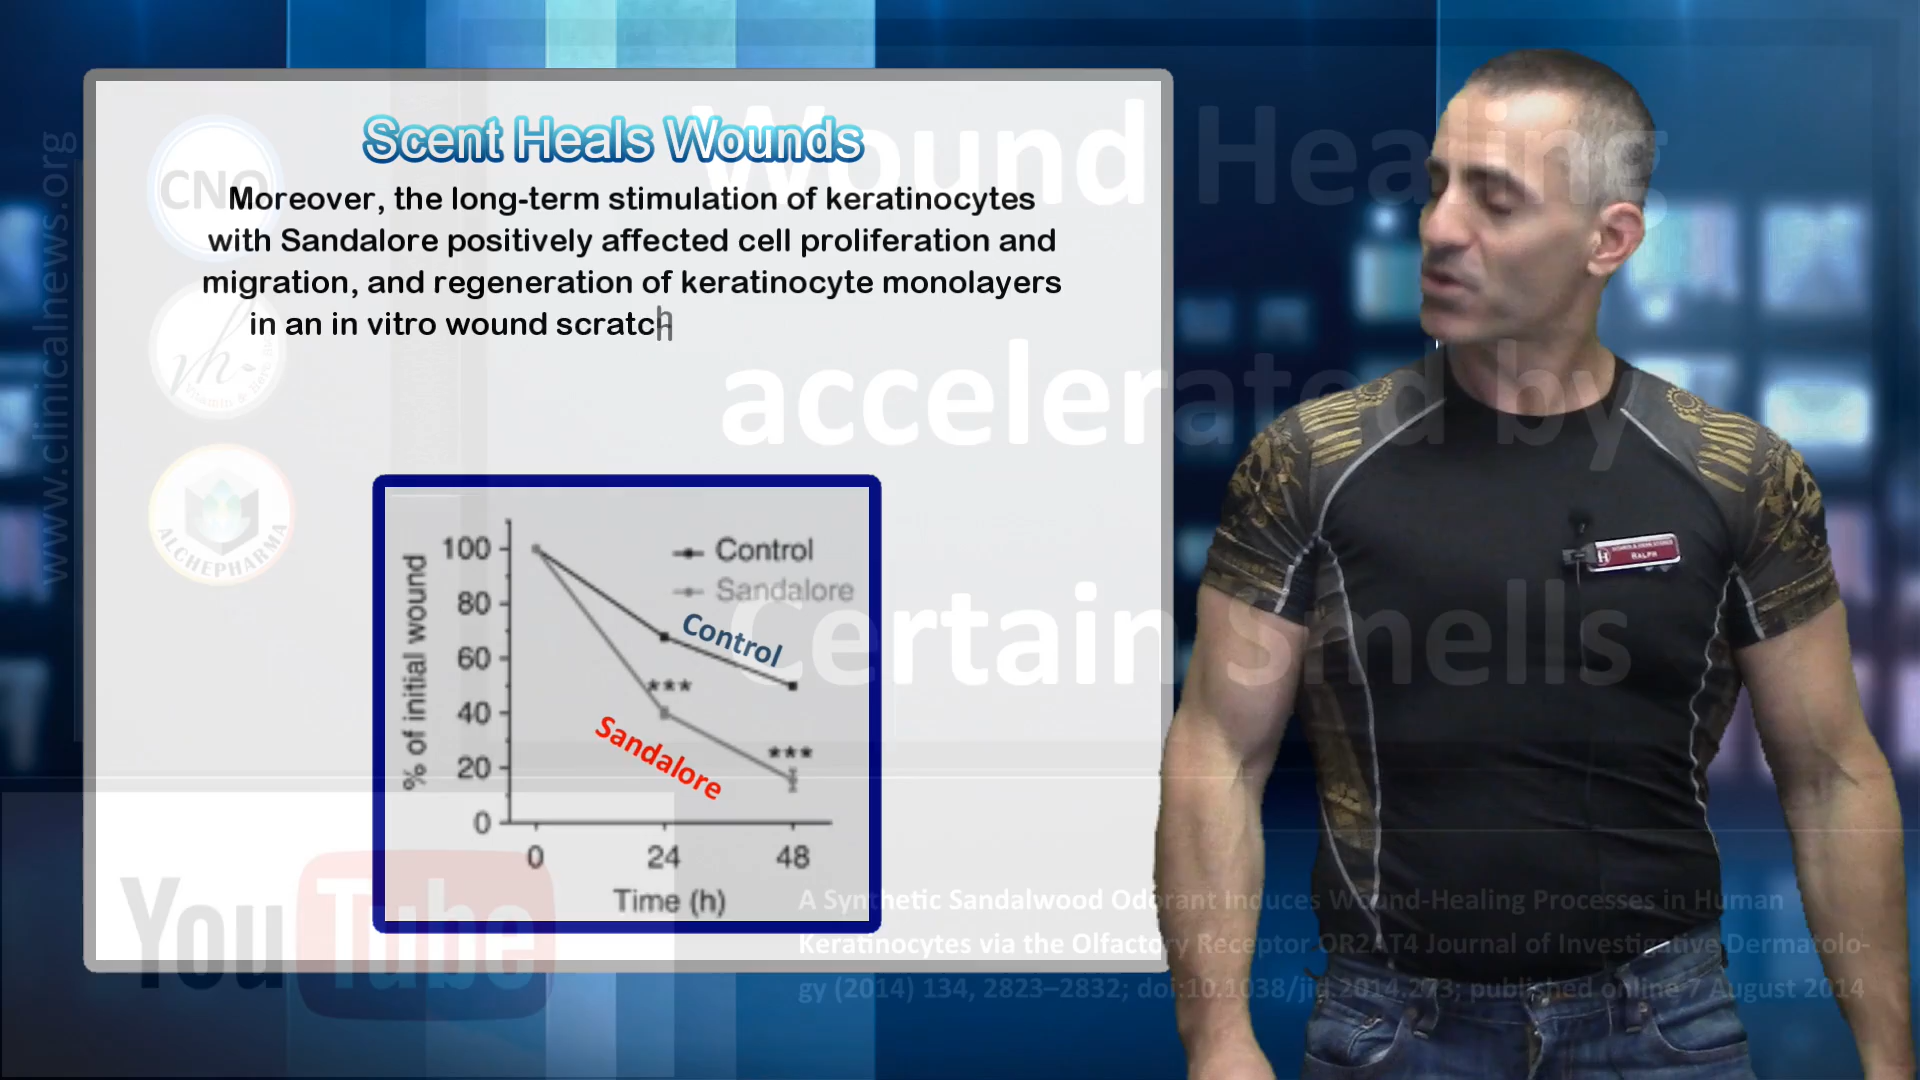 www.clinicalnews.org
CNO
vh
ALCHEPHARMA
Scent Heals Wounds
Moreover, the long-term stimulation of keratinocytes
with Sandalore positively affected cell proliferation and
migration, and regeneration of keratinocyte monolayers
in an in vitro wound scratch
Wound Healing
accelerated by
Certain Smells
% of initial wound
100
80
60
40
20
0
Control
Sandalore
Control
***
Sandalore
***
0 24 48
Time (h)
RALPH
YouTube
A Synthetic Sandalwood Odorant Induces Wound-Healing Processes in Human
Keratinocytes via the Olfactory Receptor OR2AT4 Journal of Investigative Dermatolo-
gy (2014) 134, 2823–2832; doi:10.1038/jid.2014.273; published online 7 August 2014